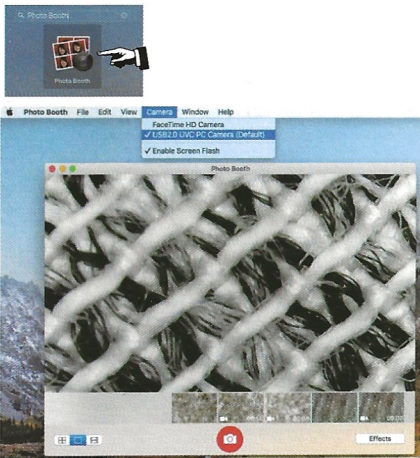 Photo Booth
Photo Booth
Photo Booth File Edit View Camera Window Help
FaceTime HD Camera
✓ USB2.0 UVC PC Camera (Default)
✓ Enable Screen Flash
Photo Booth
Effects